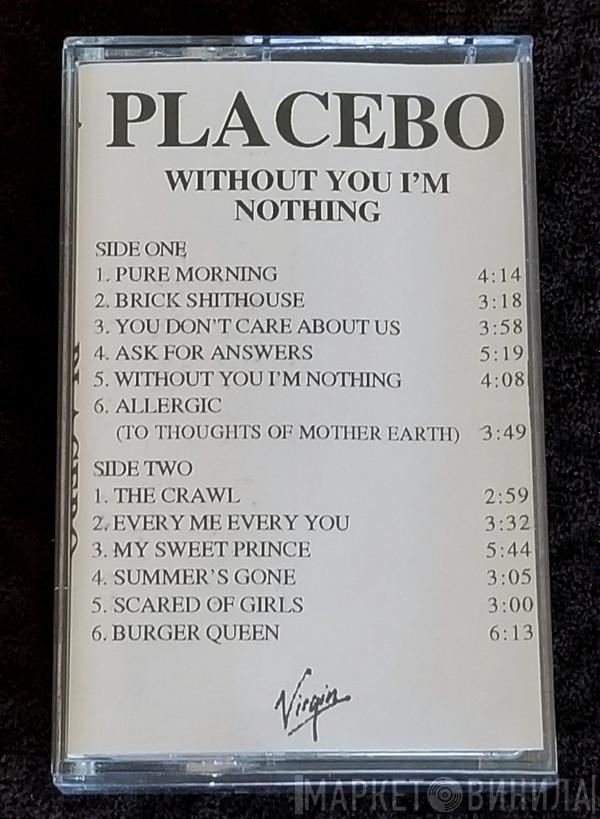 PLACEBO
WITHOUT YOU I'M
NOTHING
SIDE ONE
1. PURE MORNING 4:14
2. BRICK SHITHOUSE 3:18
3. YOU DON'T CARE ABOUT US 3:58
4. ASK FOR ANSWERS 5:19
5. WITHOUT YOU I'M NOTHING 4:08
6. ALLERGIC
(TO THOUGHTS OF MOTHER EARTH) 3:49
SIDE TWO
1. THE CRAWL 2:59
2. EVERY ME EVERY YOU 3:32
3. MY SWEET PRINCE 5:44
4. SUMMER'S GONE 3:05
5. SCARED OF GIRLS 3:00
6. BURGER QUEEN 6:13
Virgin
МАРКЕТ ВИНИЛА